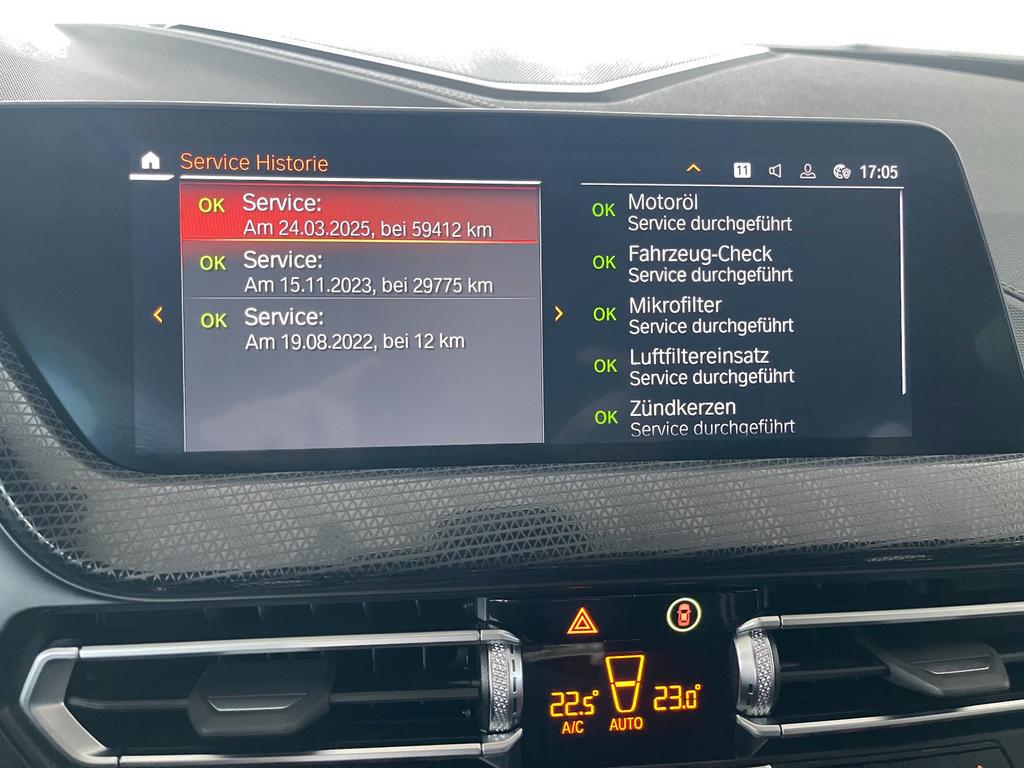 Service Historie
11
17:05
OK Service:
Am 24.03.2025, bei 59412 km
OK Service:
Am 15.11.2023, bei 29775 km
OK Service:
Am 19.08.2022, bei 12 km
OK Motoröl
Service durchgeführt
OK Fahrzeug-Check
Service durchgeführt
OK Mikrofilter
Service durchgeführt
OK Luftfiltereinsatz
Service durchgeführt
OK Zündkerzen
Service durchgeführt
22.5° 23.0°
A/C AUTO